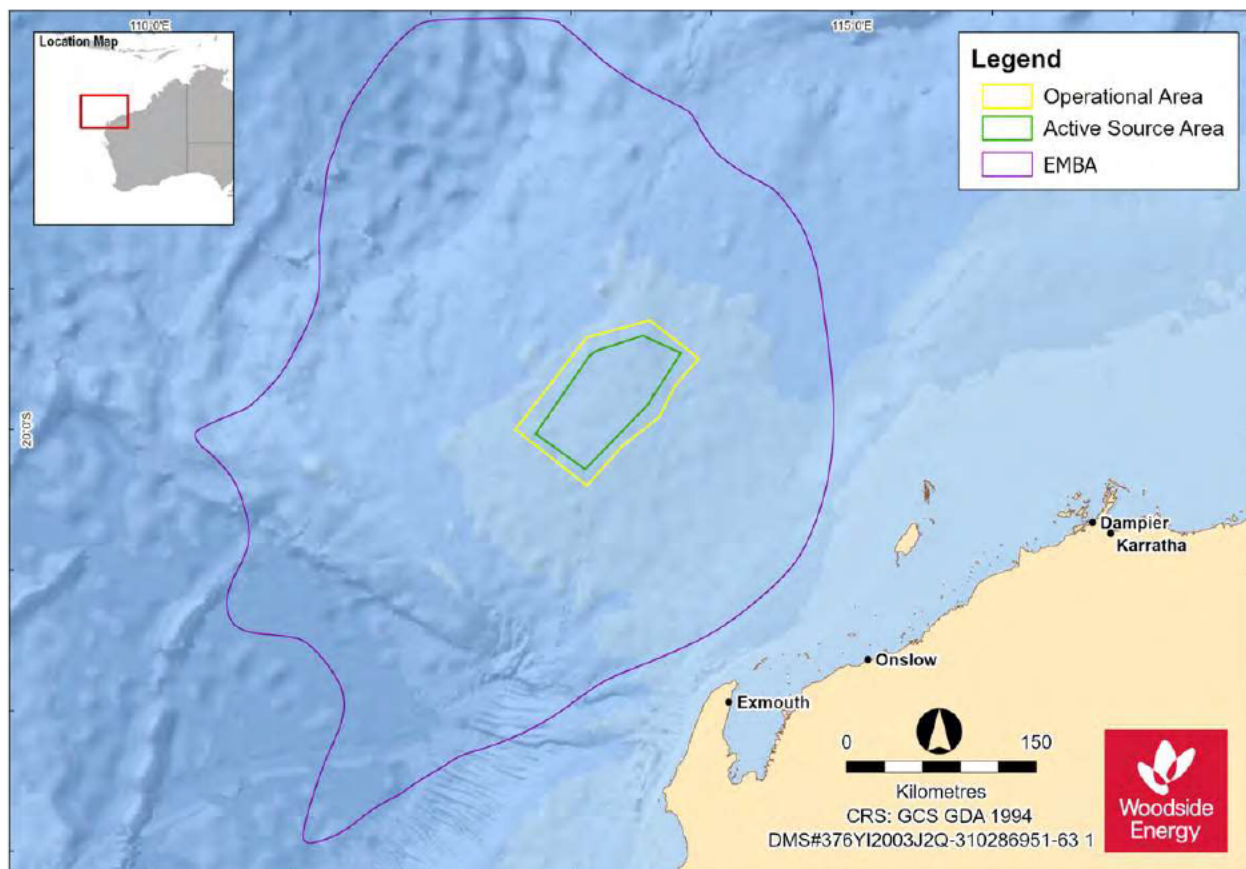 110°0'E
115°0'E
Location Map
Legend
Operational Area
Active Source Area
EMBA
20°0'S
Dampier
Karratha
Onslow
Exmouth
0 150
Kilometres
CRS: GCS GDA 1994
DMS#376YI2003J2Q-310286951-63 1
Woodside
Energy